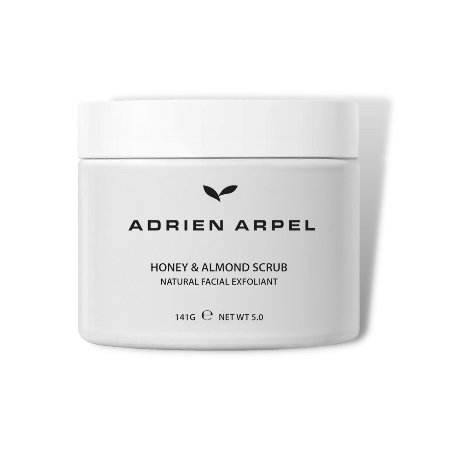 ADRIEN ARPEL
HONEY & ALMOND SCRUB
NATURAL FACIAL EXFOLIANT
141G ℮ NET WT 5.0